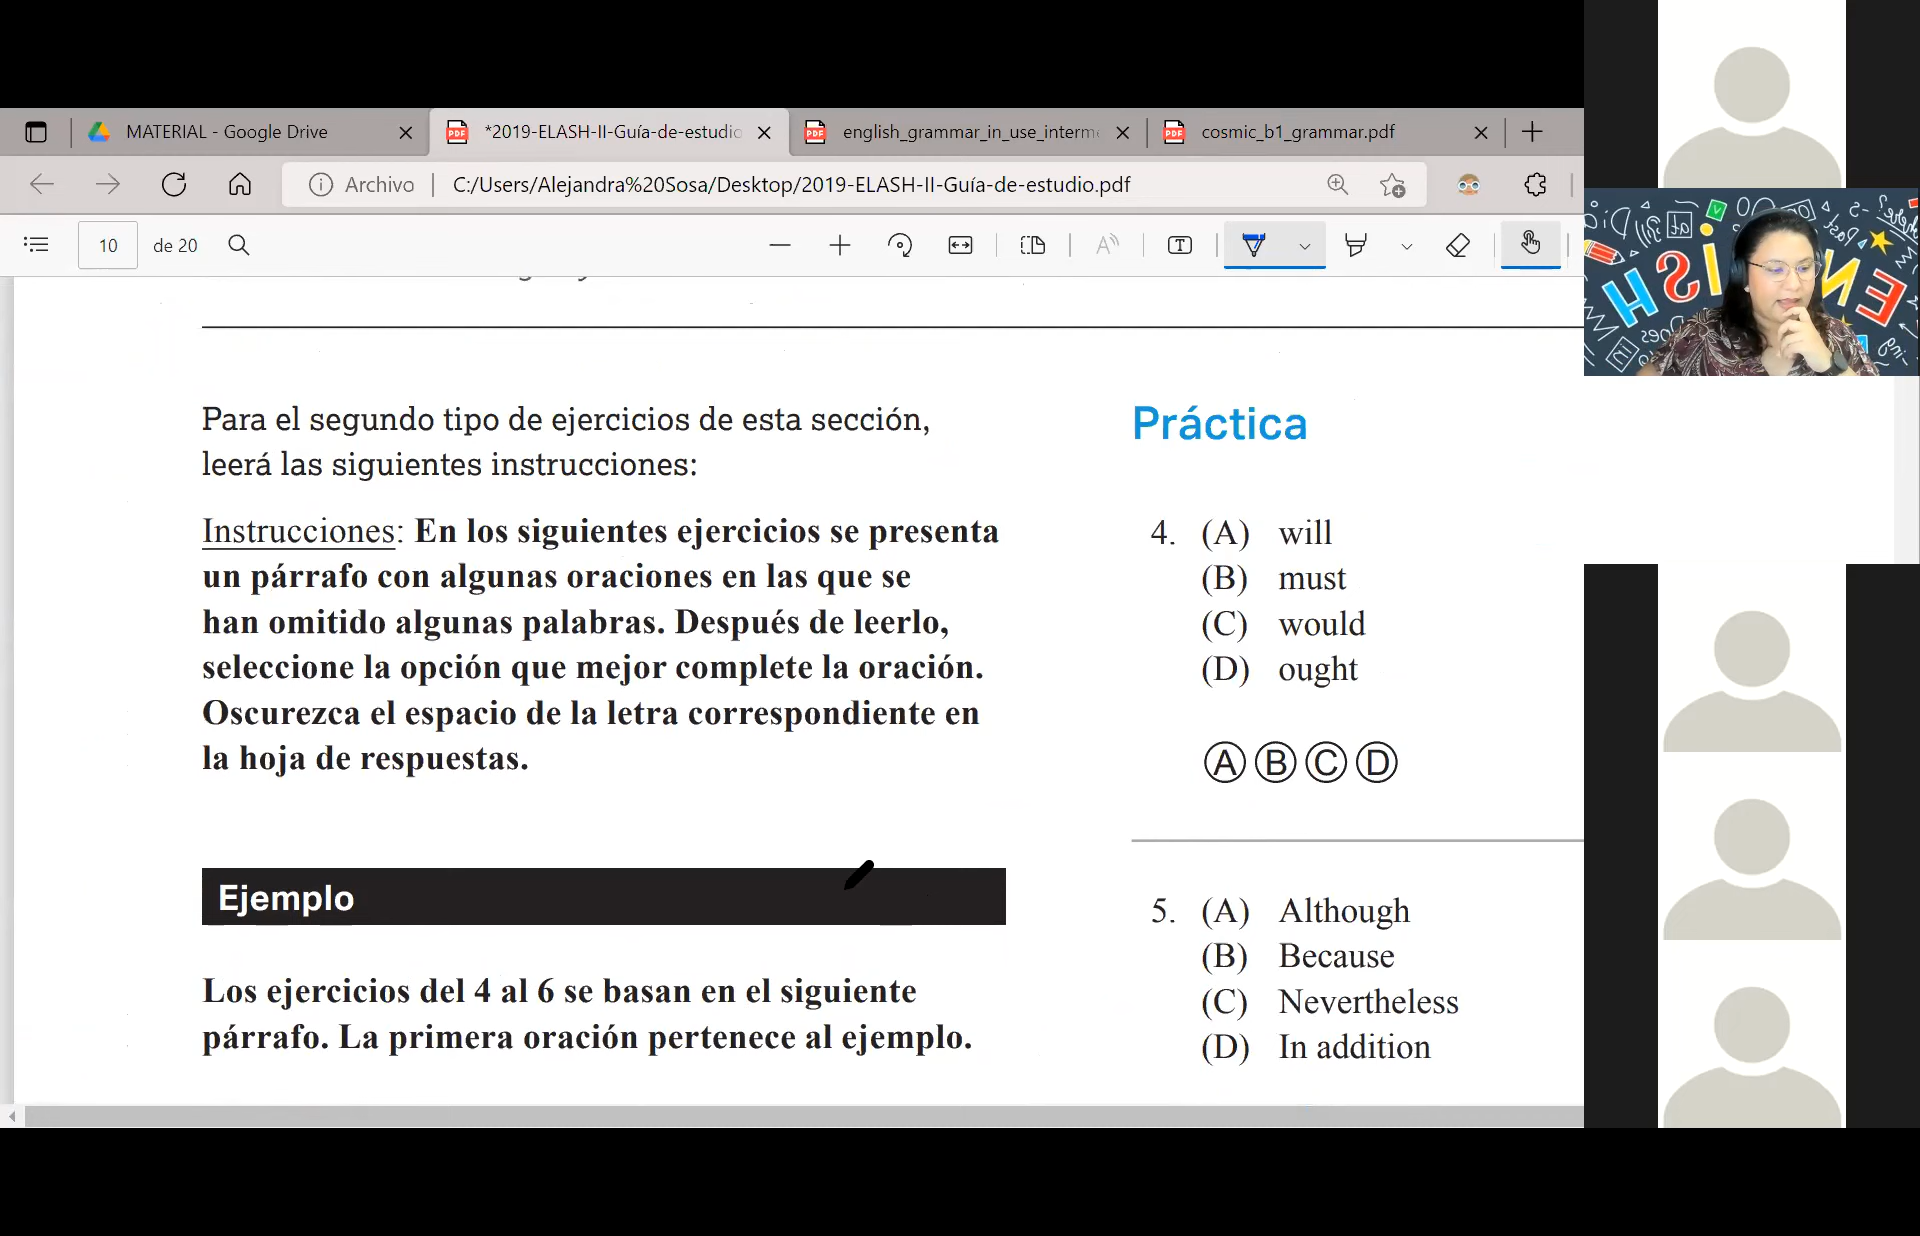 MATERIAL - Google Drive
*2019-ELASH-II-Guía-de-estudio
english_grammar_in_use_interme
cosmic_b1_grammar.pdf
Archivo
C:/Users/Alejandra%20Sosa/Desktop/2019-ELASH-II-Guía-de-estudio.pdf
10 de 20
Para el segundo tipo de ejercicios de esta sección,
leerá las siguientes instrucciones:
Instrucciones: En los siguientes ejercicios se presenta
un párrafo con algunas oraciones en las que se
han omitido algunas palabras. Después de leerlo,
seleccione la opción que mejor complete la oración.
Oscurezca el espacio de la letra correspondiente en
la hoja de respuestas.
Ejemplo
Los ejercicios del 4 al 6 se basan en el siguiente
párrafo. La primera oración pertenece al ejemplo.
Práctica
4. (A) will
(B) must
(C) would
(D) ought
A B C D
5. (A) Although
(B) Because
(C) Nevertheless
(D) In addition